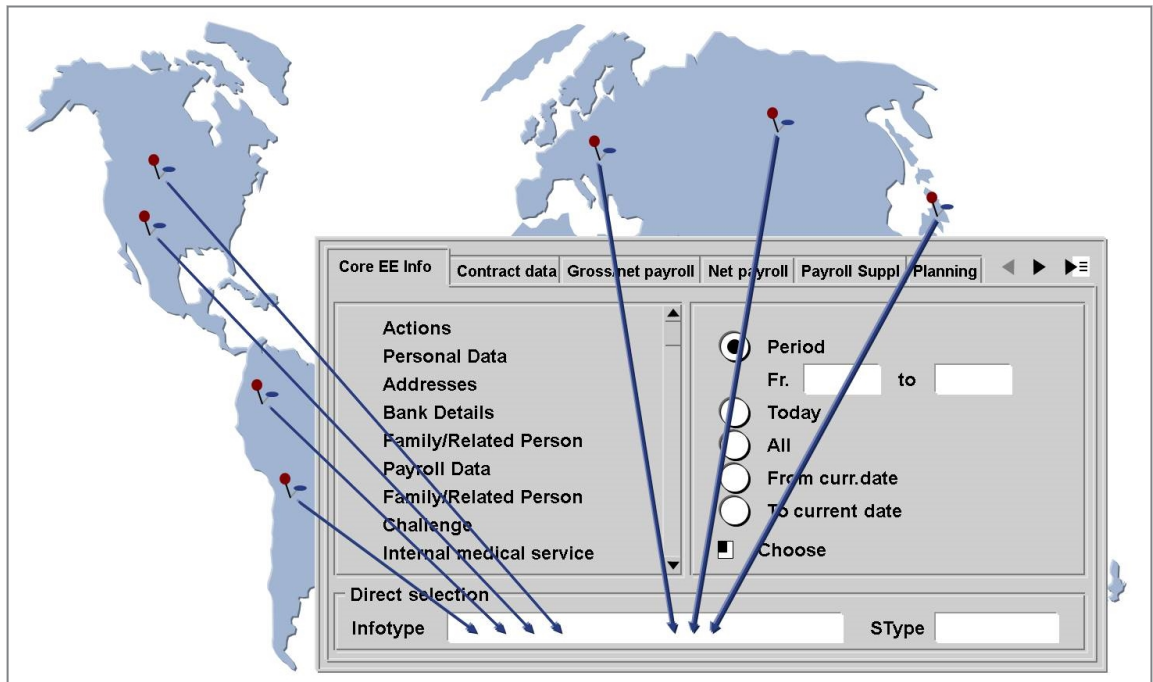 Core EE Info
Contract data
Gross/net payroll
Net payroll
Payroll Suppl
Planning
Actions
Personal Data
Addresses
Bank Details
Family/Related Person
Payroll Data
Family/Related Person
Challenge
Internal medical service
Period
Fr. to
Today
All
From curr.date
To current date
Choose
Direct selection
Infotype
SType